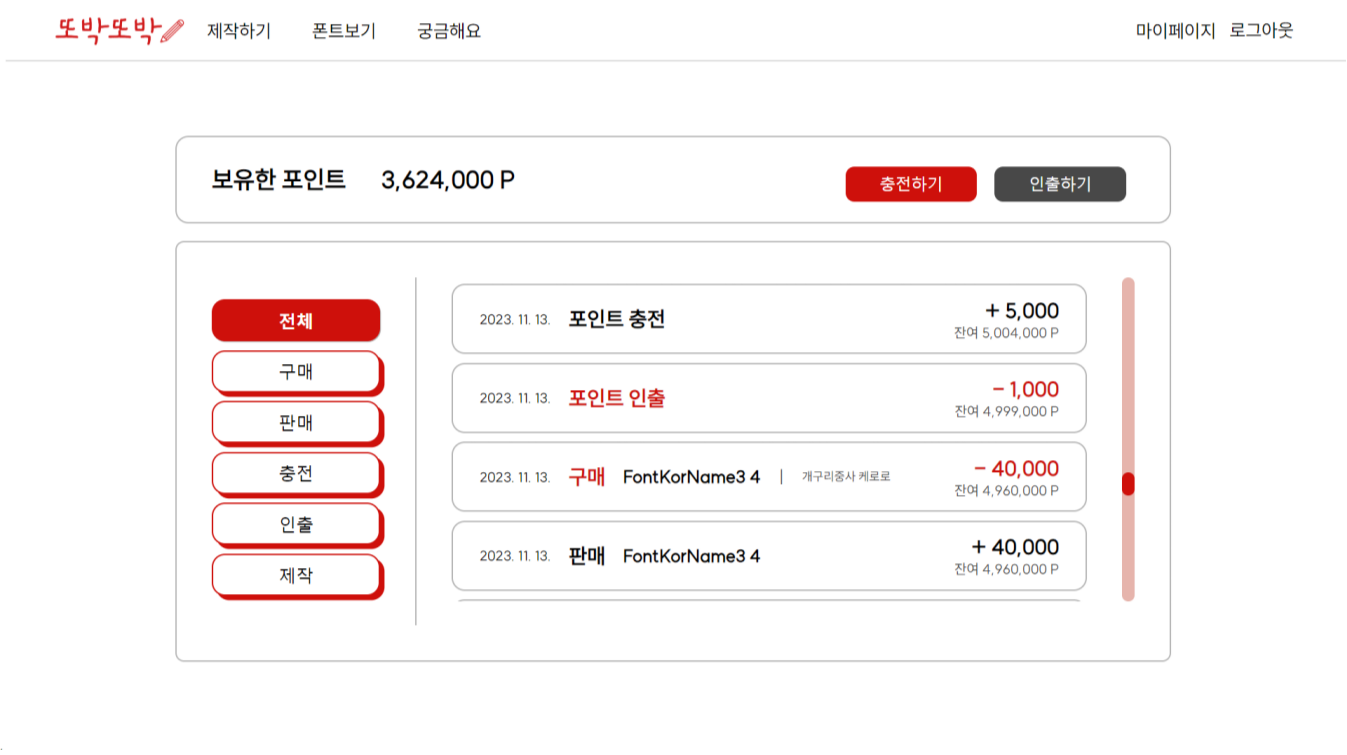 또박또박 제작하기 폰트보기 궁금해요 마이페이지 로그아웃
보유한 포인트 3,624,000 P 충전하기 인출하기
전체
구매
판매
충전
인출
제작
2023. 11. 13. 포인트 충전 + 5,000
잔여 5,004,000 P
2023. 11. 13. 포인트 인출 − 1,000
잔여 4,999,000 P
2023. 11. 13. 구매 FontKorName3 4 | 개구리중사 케로로 − 40,000
잔여 4,960,000 P
2023. 11. 13. 판매 FontKorName3 4 + 40,000
잔여 4,960,000 P